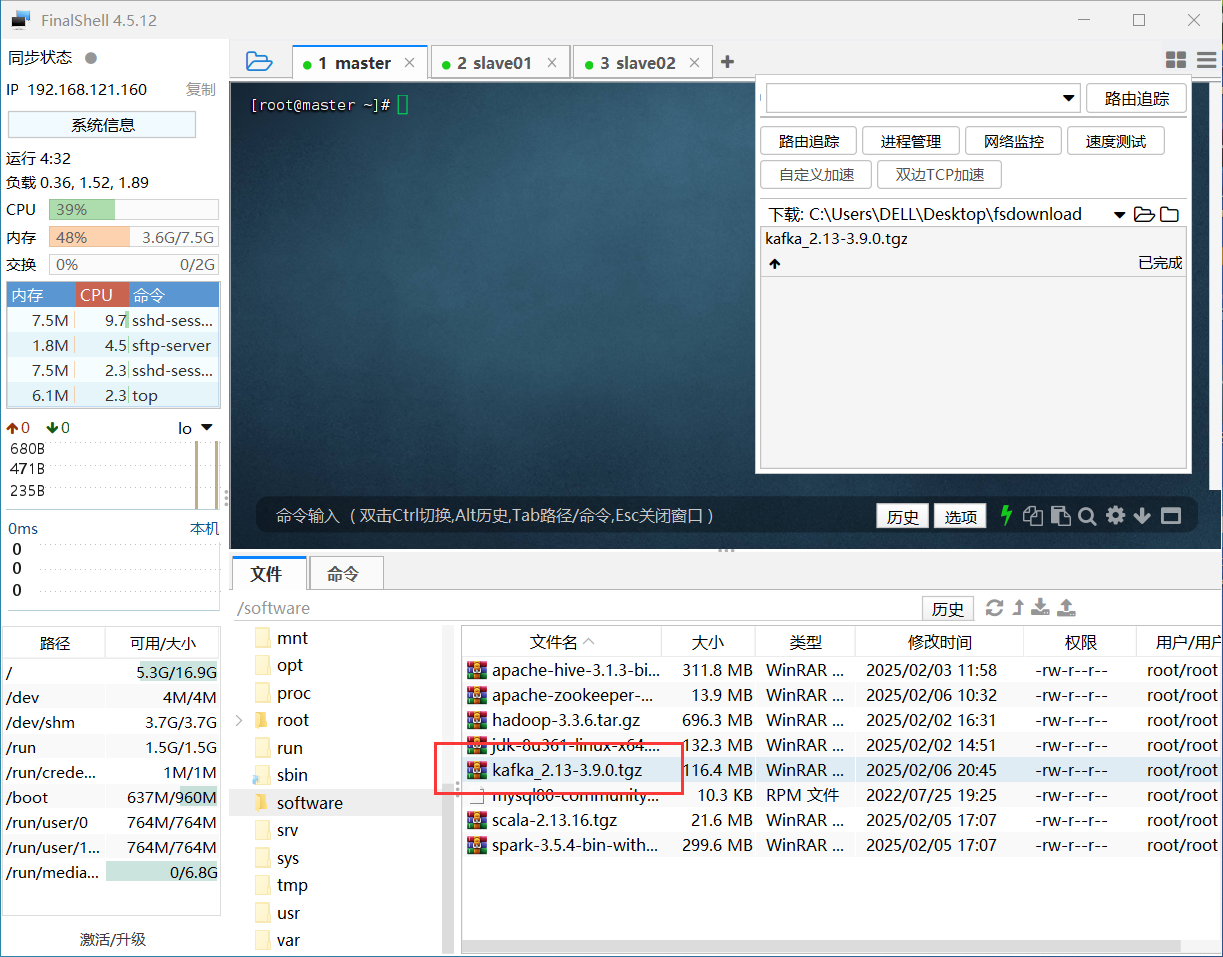 FinalShell 4.5.12
同步状态
IP 192.168.121.160 复制
系统信息
运行 4:32
负载 0.36, 1.52, 1.89
CPU 39%
内存 48% 3.6G/7.5G
交换 0% 0/2G
内存 CPU 命令
7.5M 9.7 sshd-sess...
1.8M 4.5 sftp-server
7.5M 2.3 sshd-sess...
6.1M 2.3 top
0 0 lo
680B
471B
235B
0ms 本机
0
0
0
路径 可用/大小
/ 5.3G/16.9G
/dev 4M/4M
/dev/shm 3.7G/3.7G
/run 1.5G/1.5G
/run/crede... 1M/1M
/boot 637M/960M
/run/user/0 764M/764M
/run/user/1... 764M/764M
/run/media... 0/6.8G
激活/升级
1 master
2 slave01
3 slave02
[root@master ~]#
路由追踪
路由追踪 进程管理 网络监控 速度测试
自定义加速 双边TCP加速
下载: C:\Users\DELL\Desktop\fsdownload
kafka_2.13-3.9.0.tgz
已完成
命令输入 （双击Ctrl切换,Alt历史,Tab路径/命令,Esc关闭窗口） 历史 选项
文件 命令
/software 历史
mnt
opt
proc
root
run
sbin
software
srv
sys
tmp
usr
var
文件名 大小 类型 修改时间 权限 用户/用户
apache-hive-3.1.3-bi... 311.8 MB WinRAR ... 2025/02/03 11:58 -rw-r--r-- root/root
apache-zookeeper-... 13.9 MB WinRAR ... 2025/02/06 10:32 -rw-r--r-- root/root
hadoop-3.3.6.tar.gz 696.3 MB WinRAR ... 2025/02/02 16:31 -rw-r--r-- root/root
jdk-8u361-linux-x64.... 132.3 MB WinRAR ... 2025/02/02 14:51 -rw-r--r-- root/root
kafka_2.13-3.9.0.tgz 116.4 MB WinRAR ... 2025/02/06 20:45 -rw-r--r-- root/root
mysql80-community... 10.3 KB RPM 文件 2022/07/25 19:25 -rw-r--r-- root/root
scala-2.13.16.tgz 21.6 MB WinRAR ... 2025/02/05 17:07 -rw-r--r-- root/root
spark-3.5.4-bin-with... 299.6 MB WinRAR ... 2025/02/05 17:07 -rw-r--r-- root/root